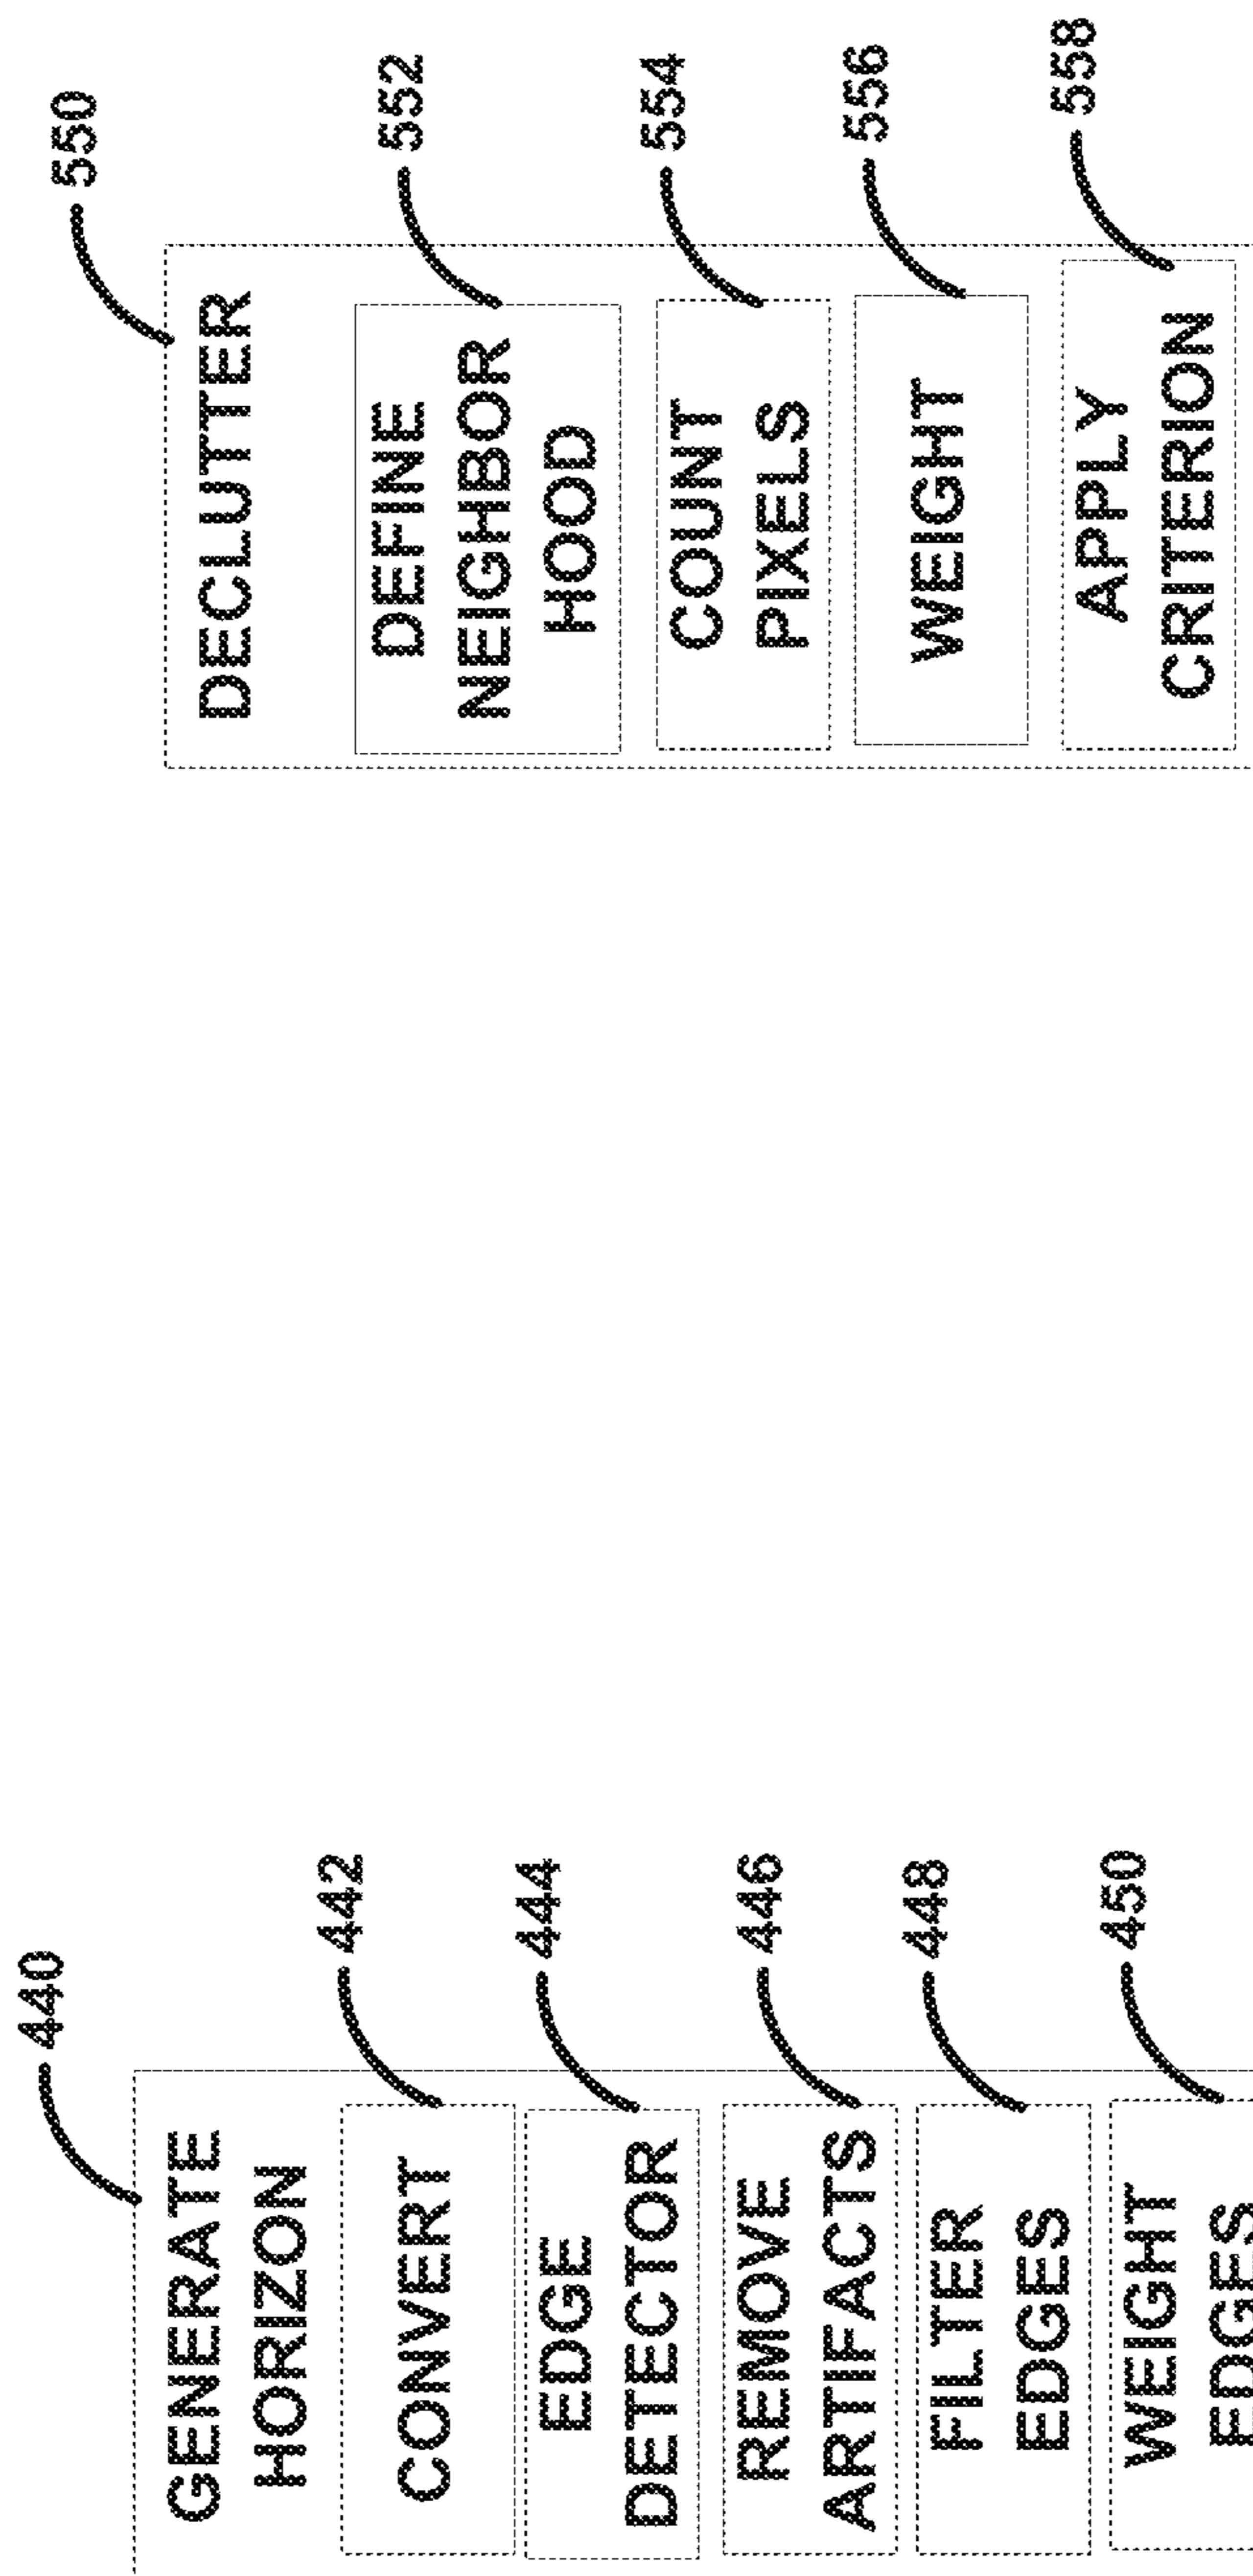 440
GENERATE
HORIZON
442
CONVERT
444
EDGE
DETECTOR
446
REMOVE
ARTIFACTS
448
FILTER
EDGES
450
WEIGHT
EDGES
550
DECLUTTER
552
DEFINE
NEIGHBOR
HOOD
554
COUNT
PIXELS
556
WEIGHT
558
APPLY
CRITERION